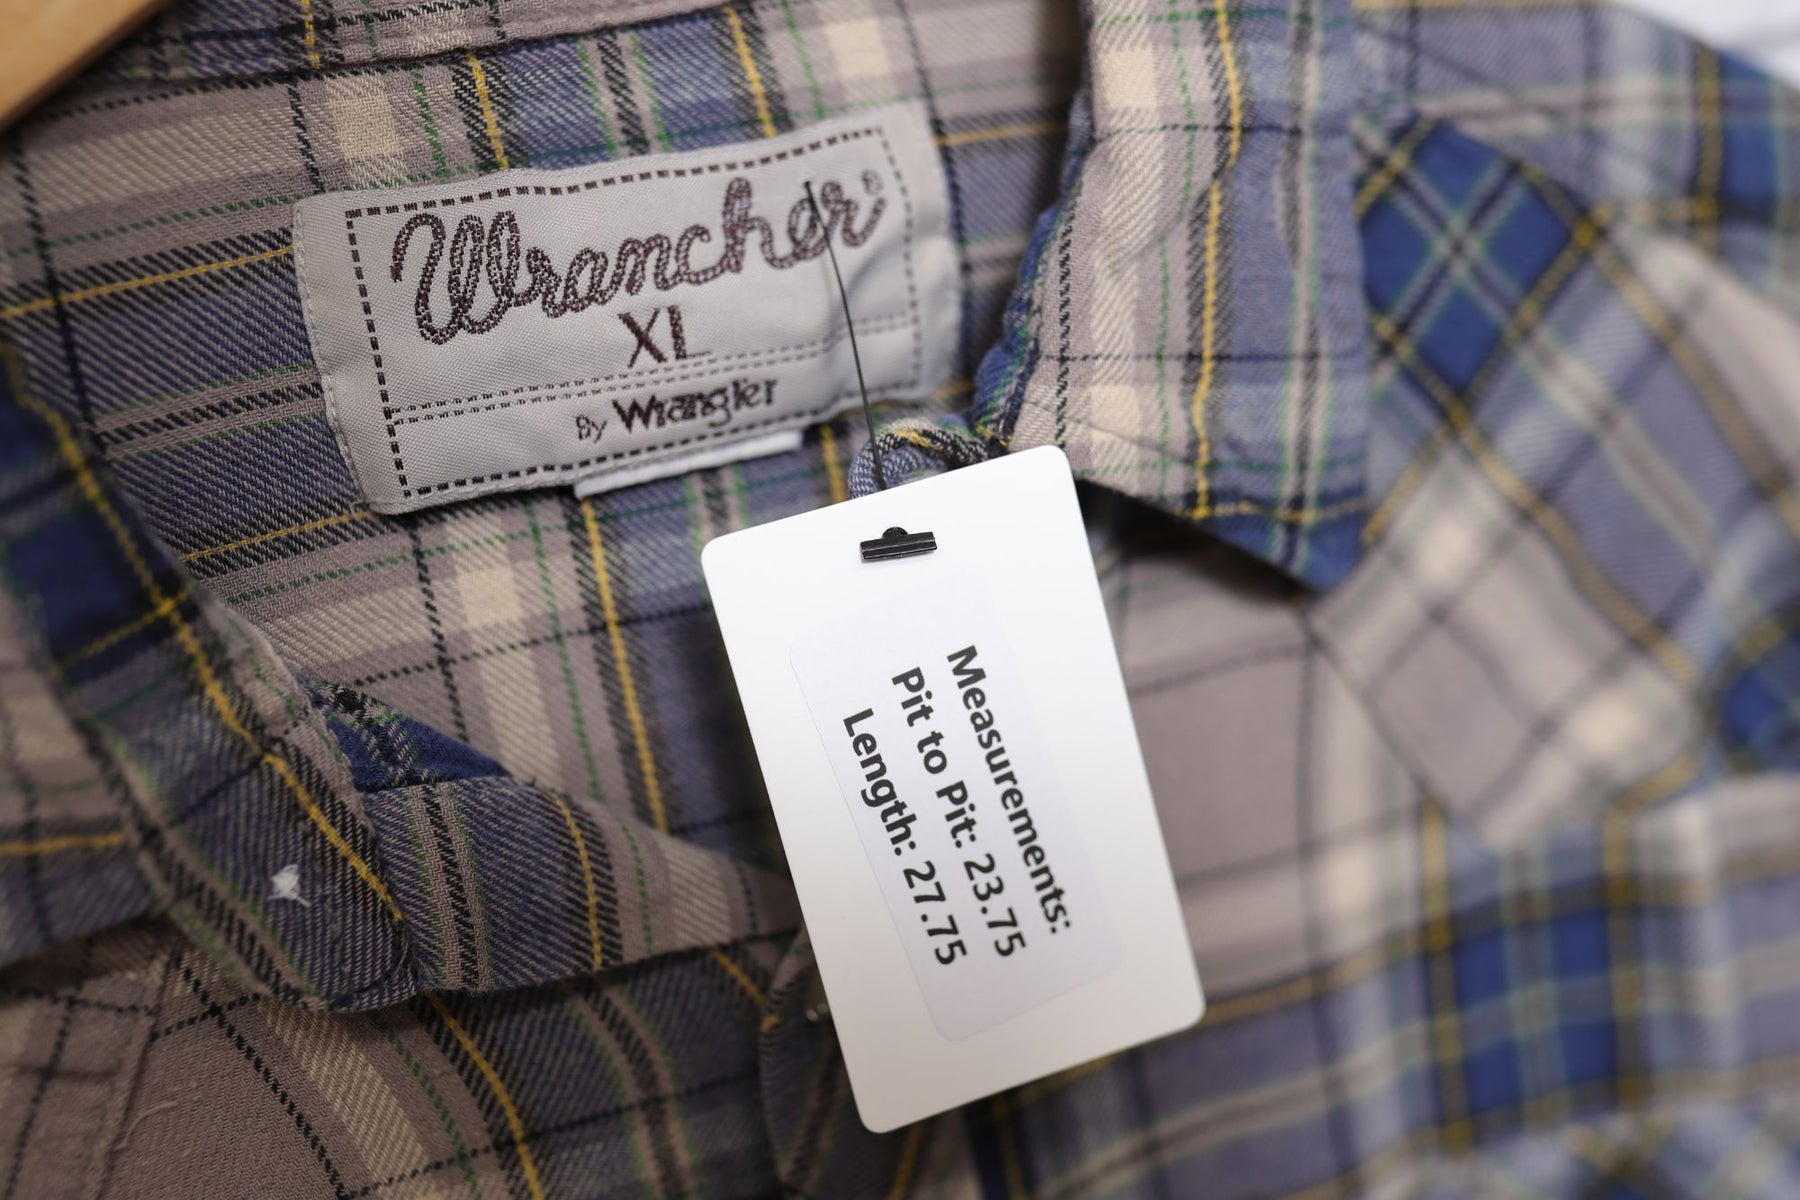 Wrancher®
XL
By Wrangler
Measurements:
Pit to Pit: 23.75
Length: 27.75